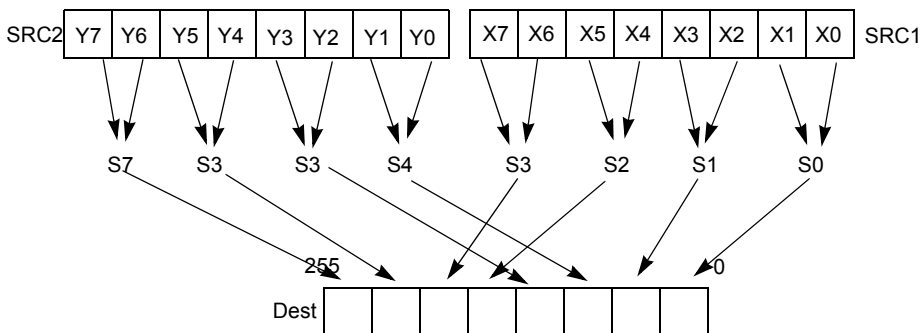 SRC2 Y7 Y6 Y5 Y4 Y3 Y2 Y1 Y0 X7 X6 X5 X4 X3 X2 X1 X0 SRC1
S7 S3 S3 S4 S3 S2 S1 S0
255 0
Dest